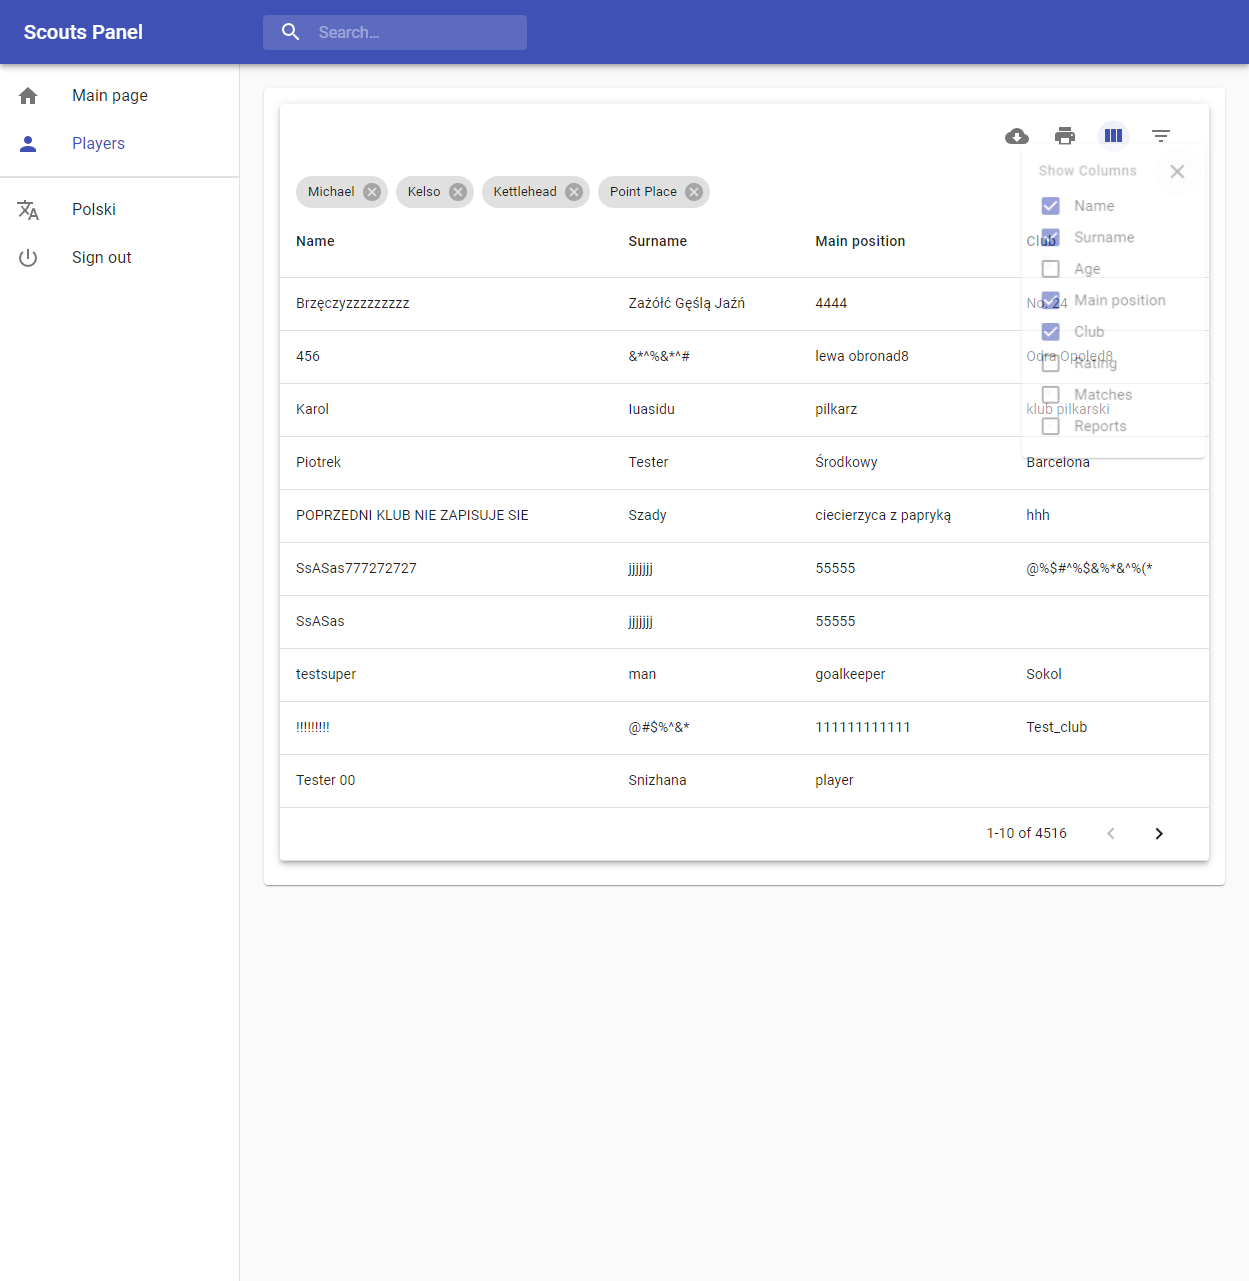 Scouts Panel
Search...
Main page
Players
Polski
Sign out
Show Columns
Name
Surname
Age
Main position
Club
Rating
Matches
Reports
Michael Kelso Kettlehead Point Place
Name Surname Main position Club
Brzęczyzzzzzzzzz Zażółć Gęślą Jaźń 4444 No. 24
456 &*^%&*^# lewa obronad8 Odra Opoled8
Karol Iuasidu pilkarz klub pilkarski
Piotrek Tester Środkowy Barcelona
POPRZEDNI KLUB NIE ZAPISUJE SIE Szady ciecierzyca z papryką hhh
SsASas777272727 jjjjjjj 55555 @%$#^%$&%*&^%(*
SsASas jjjjjjj 55555
testsuper man goalkeeper Sokol
!!!!!!!!! @#$%^&* 111111111111 Test_club
Tester 00 Snizhana player
1-10 of 4516